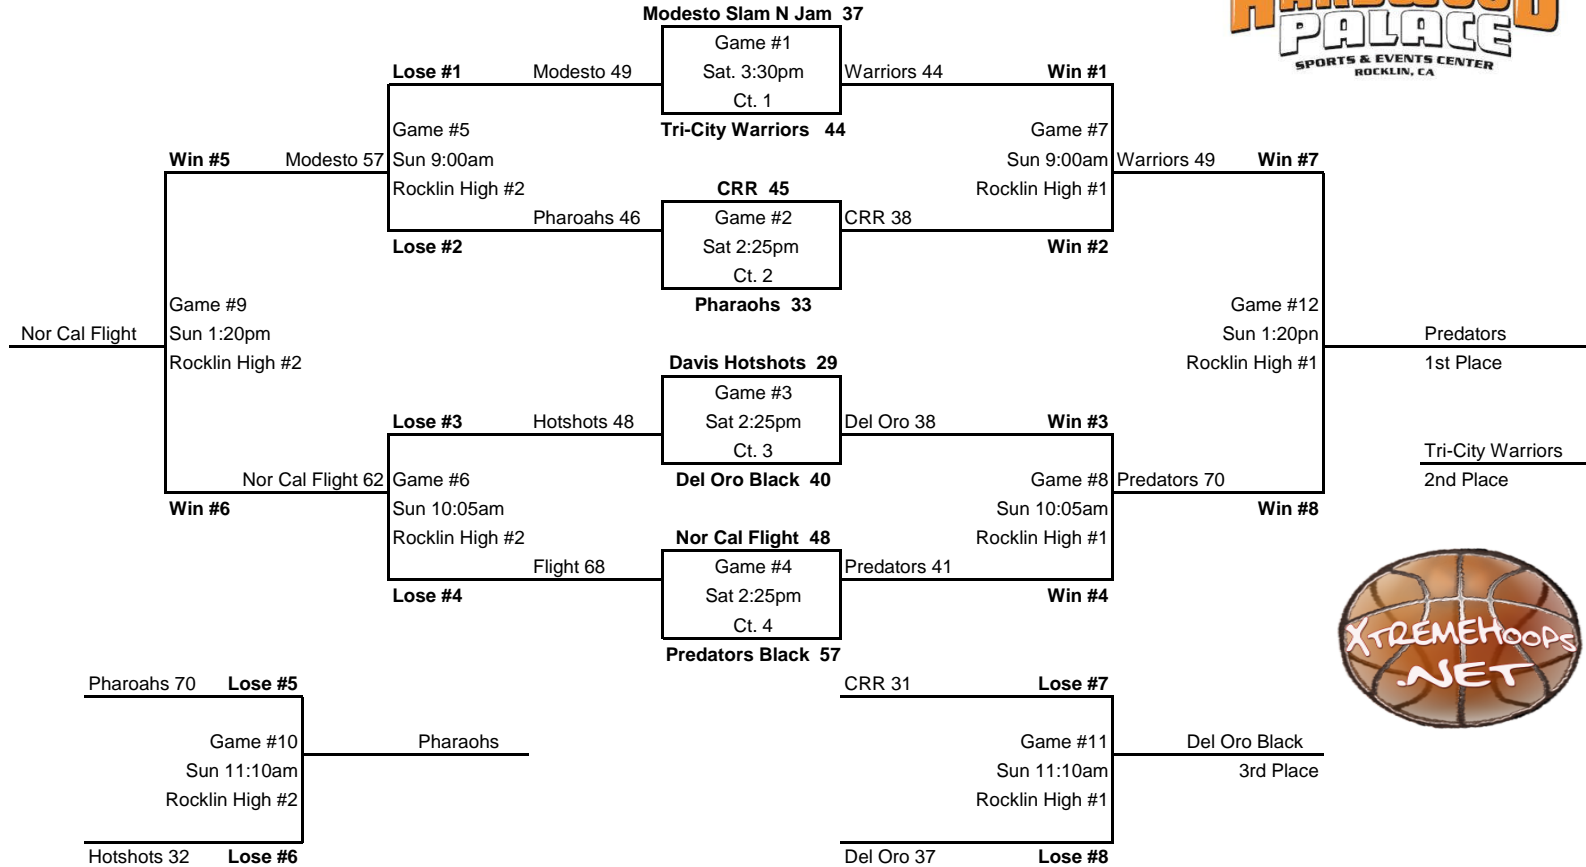 Modesto Slam N Jam 37
HARDWOOD
PALACE
SPORTS & EVENTS CENTER
ROCKLIN, CA
Game #1
Sat. 3:30pm
Ct. 1
Lose #1 Modesto 49
Warriors 44 Win #1
Tri-City Warriors 44
Game #5
Sun 9:00am
Rocklin High #2
Game #7
Sun 9:00am
Rocklin High #1
Win #5 Modesto 57
Warriors 49 Win #7
CRR 45
Game #2
Sat 2:25pm
Ct. 2
Pharoahs 46
CRR 38
Lose #2
Win #2
Pharaohs 33
Game #9
Sun 1:20pm
Rocklin High #2
Nor Cal Flight
Game #12
Sun 1:20pn
Rocklin High #1
Predators
1st Place
Davis Hotshots 29
Game #3
Sat 2:25pm
Ct. 3
Lose #3 Hotshots 48
Del Oro 38 Win #3
Del Oro Black 40
Tri-City Warriors
2nd Place
Nor Cal Flight 62
Game #6
Sun 10:05am
Rocklin High #2
Game #8
Sun 10:05am
Rocklin High #1
Predators 70
Win #6
Win #8
Nor Cal Flight 48
Game #4
Sat 2:25pm
Ct. 4
Flight 68
Predators 41
Lose #4
Win #4
Predators Black 57
XTREMEHOOPS
.NET
Pharoahs 70 Lose #5
Game #10
Sun 11:10am
Rocklin High #2
Pharaohs
Hotshots 32 Lose #6
CRR 31 Lose #7
Game #11
Sun 11:10am
Rocklin High #1
Del Oro Black
3rd Place
Del Oro 37 Lose #8